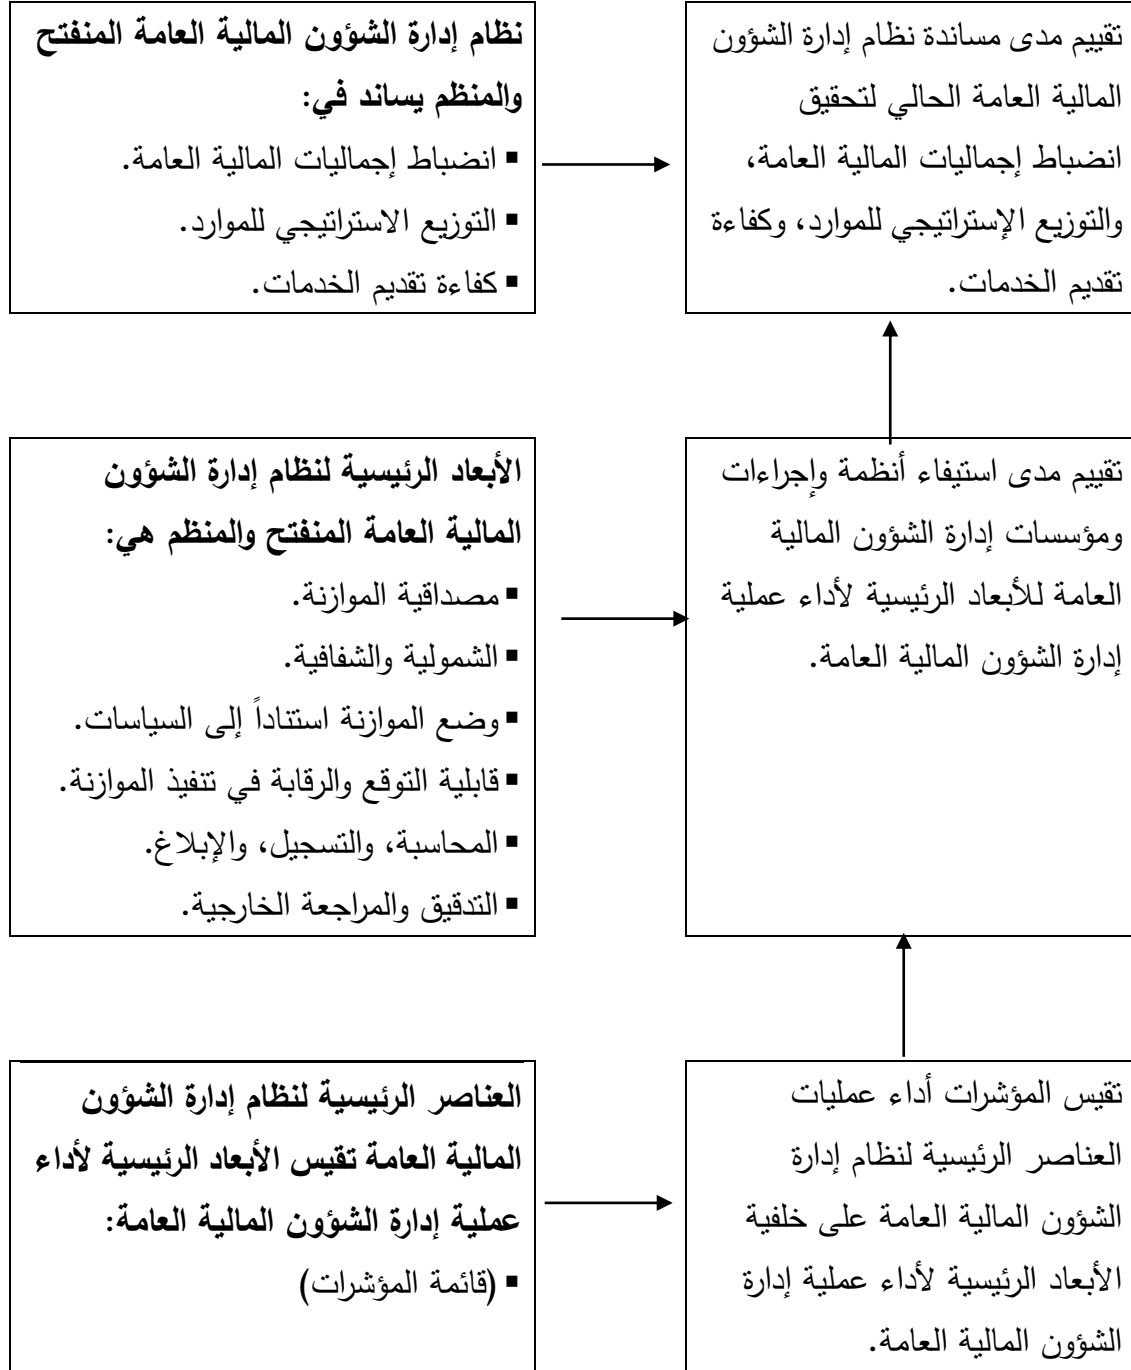 تقييم مدى مساندة نظام إدارة الشؤون
المالية العامة الحالي لتحقيق
انضباط إجماليات المالية العامة،
والتوزيع الإستراتيجي للموارد، وكفاءة
تقديم الخدمات.
نظام إدارة الشؤون المالية العامة المنفتح
والمنظم يساند في:
▪ انضباط إجماليات المالية العامة.
▪ التوزيع الاستراتيجي للموارد.
▪ كفاءة تقديم الخدمات.
تقييم مدى استيفاء أنظمة وإجراءات
ومؤسسات إدارة الشؤون المالية
العامة للأبعاد الرئيسية لأداء عملية
إدارة الشؤون المالية العامة.
الأبعاد الرئيسية لنظام إدارة الشؤون
المالية العامة المنفتح والمنظم هي:
▪ مصداقية الموازنة.
▪ الشمولية والشفافية.
▪ وضع الموازنة استناداً إلى السياسات.
▪ قابلية التوقع والرقابة في تنفيذ الموازنة.
▪ المحاسبة، والتسجيل، والإبلاغ.
▪ التدقيق والمراجعة الخارجية.
تقيس المؤشرات أداء عمليات
العناصر الرئيسية لنظام إدارة
الشؤون المالية العامة على خلفية
الأبعاد الرئيسية لأداء عملية إدارة
الشؤون المالية العامة.
العناصر الرئيسية لنظام إدارة الشؤون
المالية العامة تقيس الأبعاد الرئيسية لأداء
عملية إدارة الشؤون المالية العامة:
▪ (قائمة المؤشرات)